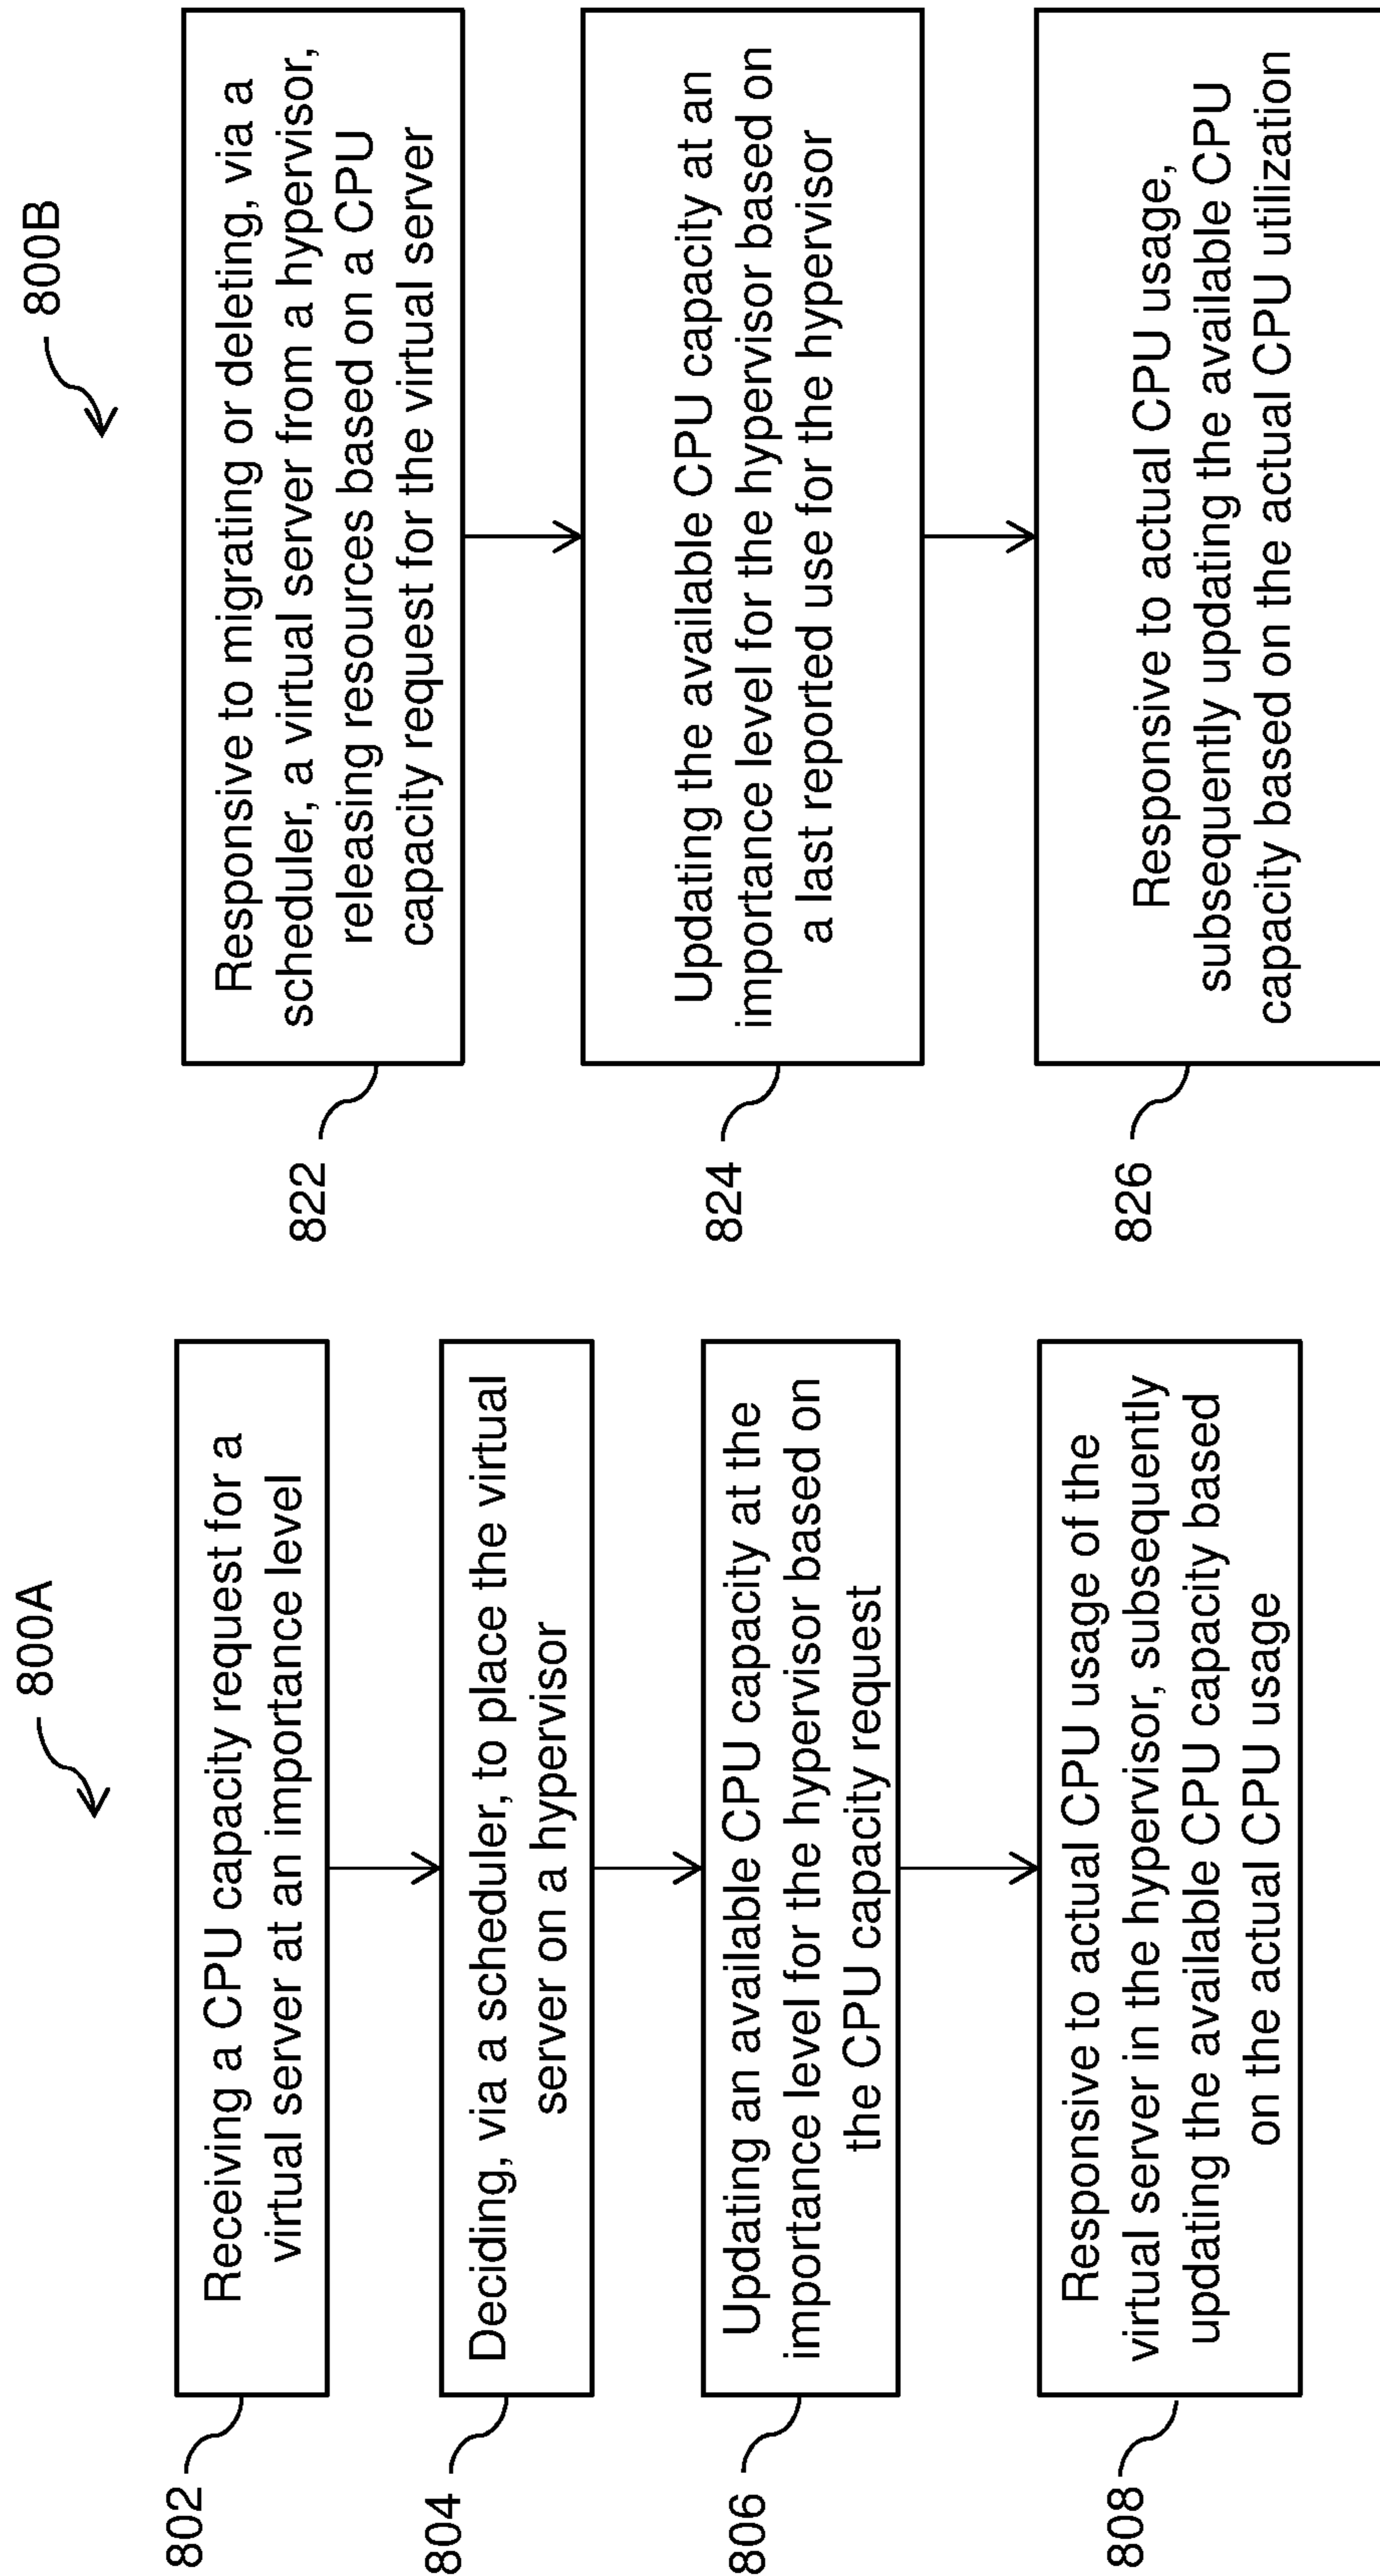 800A
802
Receiving a CPU capacity request for a
virtual server at an importance level
804
Deciding, via a scheduler, to place the virtual
server on a hypervisor
806
Updating an available CPU capacity at the
importance level for the hypervisor based on
the CPU capacity request
808
Responsive to actual CPU usage of the
virtual server in the hypervisor, subsequently
updating the available CPU capacity based
on the actual CPU usage
800B
822
Responsive to migrating or deleting, via a
scheduler, a virtual server from a hypervisor,
releasing resources based on a CPU
capacity request for the virtual server
824
Updating the available CPU capacity at an
importance level for the hypervisor based on
a last reported use for the hypervisor
826
Responsive to actual CPU usage,
subsequently updating the available CPU
capacity based on the actual CPU utilization